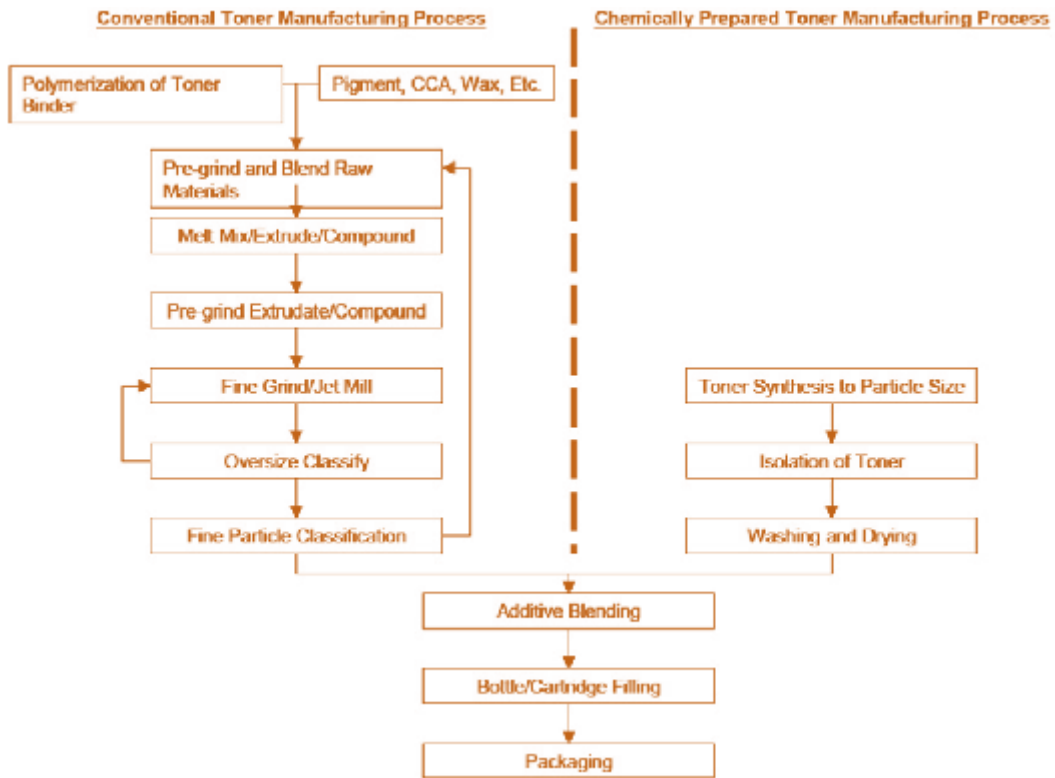 Conventional Toner Manufacturing Process
Chemically Prepared Toner Manufacturing Process
Polymerization of Toner
Binder
Pigment, CCA, Wax, Etc.
Pre-grind and Blend Raw
Materials
Melt Mix/Extrude/Compound
Pre-grind Extrudate/Compound
Fine Grind/Jet Mill
Oversize Classify
Fine Particle Classification
Toner Synthesis to Particle Size
Isolation of Toner
Washing and Drying
Additive Blending
Bottle/Cartridge Filling
Packaging